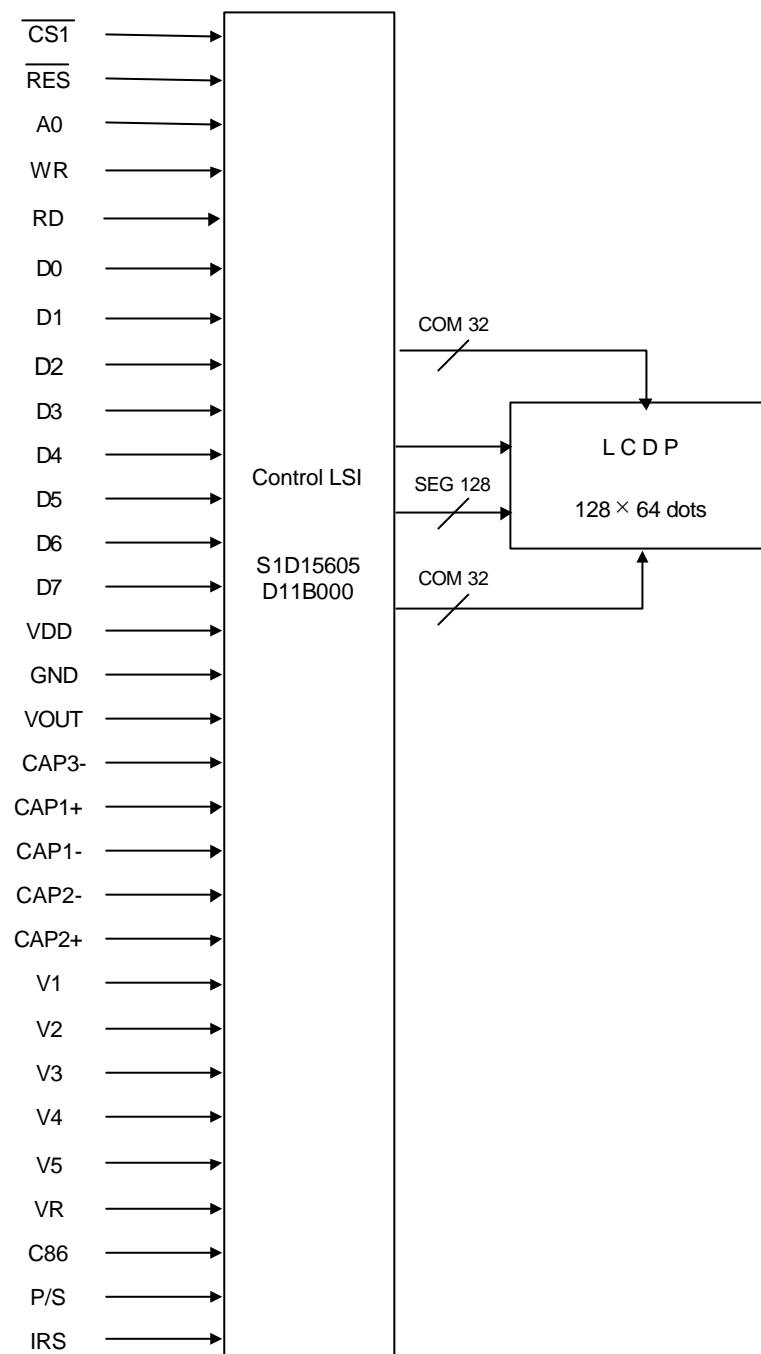 CS1
RES
A0
WR
RD
D0
D1
D2
D3
D4
D5
D6
D7
VDD
GND
VOUT
CAP3-
CAP1+
CAP1-
CAP2-
CAP2+
V1
V2
V3
V4
V5
VR
C86
P/S
IRS
Control LSI
S1D15605
D11B000
COM 32
SEG 128
COM 32
L C D P
128 × 64 dots